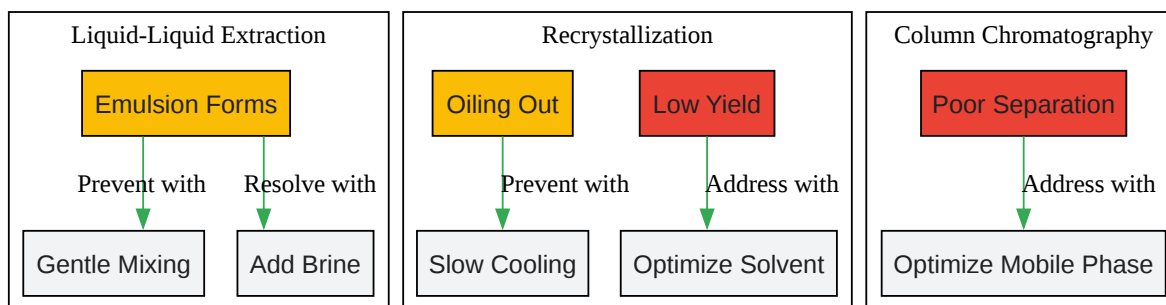 Liquid-Liquid Extraction
Emulsion Forms
Prevent with
Resolve with
Gentle Mixing
Add Brine
Recrystallization
Oiling Out
Low Yield
Prevent with
Address with
Slow Cooling
Optimize Solvent
Column Chromatography
Poor Separation
Address with
Optimize Mobile Phase